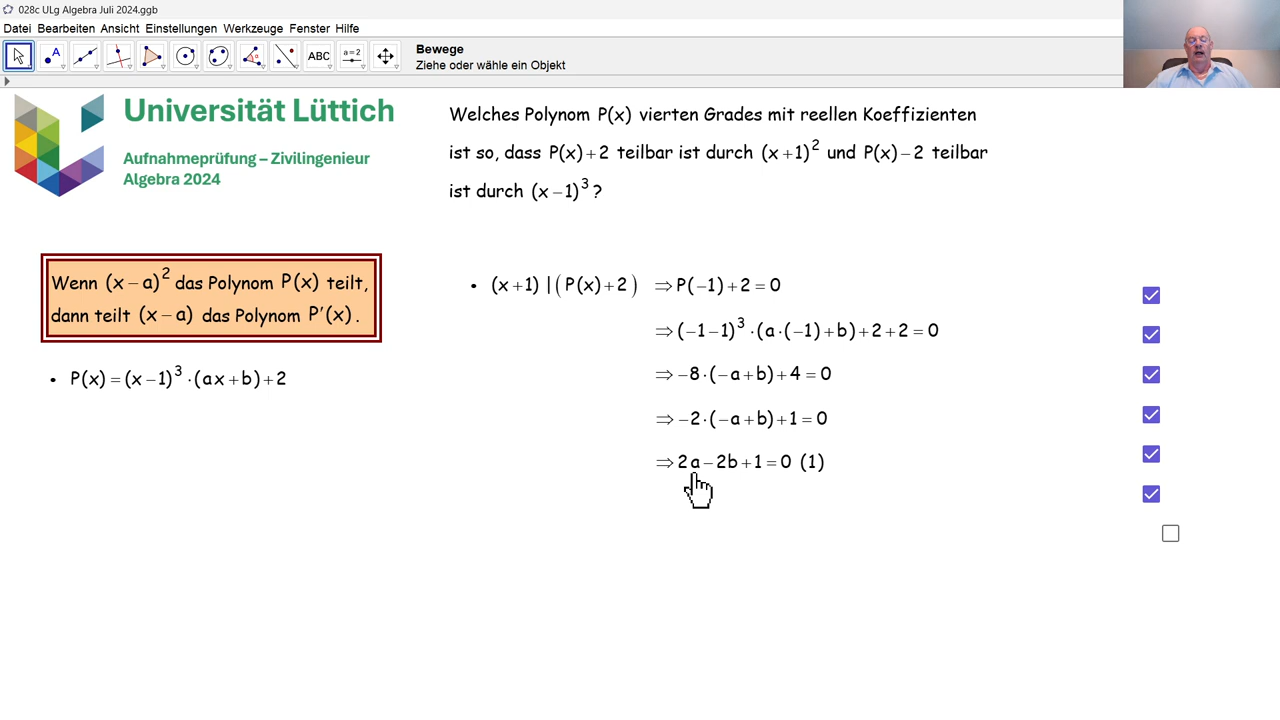 028c ULg Algebra Juli 2024.ggb
Datei Bearbeiten Ansicht Einstellungen Werkzeuge Fenster Hilfe
A
ABC
a=2
Bewege
Ziehe oder wähle ein Objekt
Universität Lüttich
Aufnahmeprüfung – Zivilingenieur
Algebra 2024
Welches Polynom P(x) vierten Grades mit reellen Koeffizienten
ist so, dass P(x)+2 teilbar ist durch (x+1)² und P(x)−2 teilbar
ist durch (x−1)³?
Wenn (x−a)² das Polynom P(x) teilt,
dann teilt (x−a) das Polynom P'(x).
• P(x)=(x−1)³·(ax+b)+2
• (x+1)|(P(x)+2) ⇒P(−1)+2=0
⇒(−1−1)³·(a·(−1)+b)+2+2=0
⇒−8·(−a+b)+4=0
⇒−2·(−a+b)+1=0
⇒2a−2b+1=0 (1)